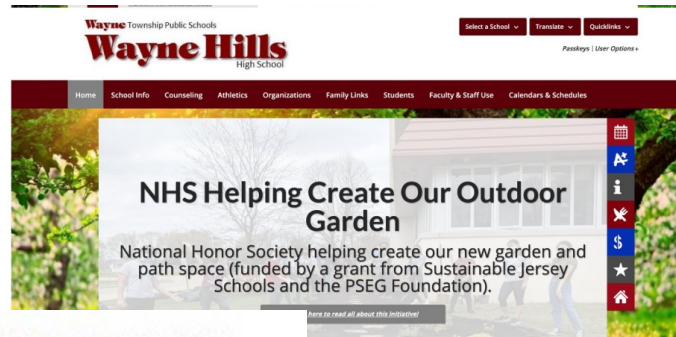 Wayne Township Public Schools
Wayne Hills
High School
Select a School
Translate
Quicklinks
Passkeys | User Options+
Home School Info Counseling Athletics Organizations Family Links Students Faculty & Staff Use Calendars & Schedules
NHS Helping Create Our Outdoor
Garden
National Honor Society helping create our new garden and
path space (funded by a grant from Sustainable Jersey
Schools and the PSEG Foundation).
here to read all about this initiative!